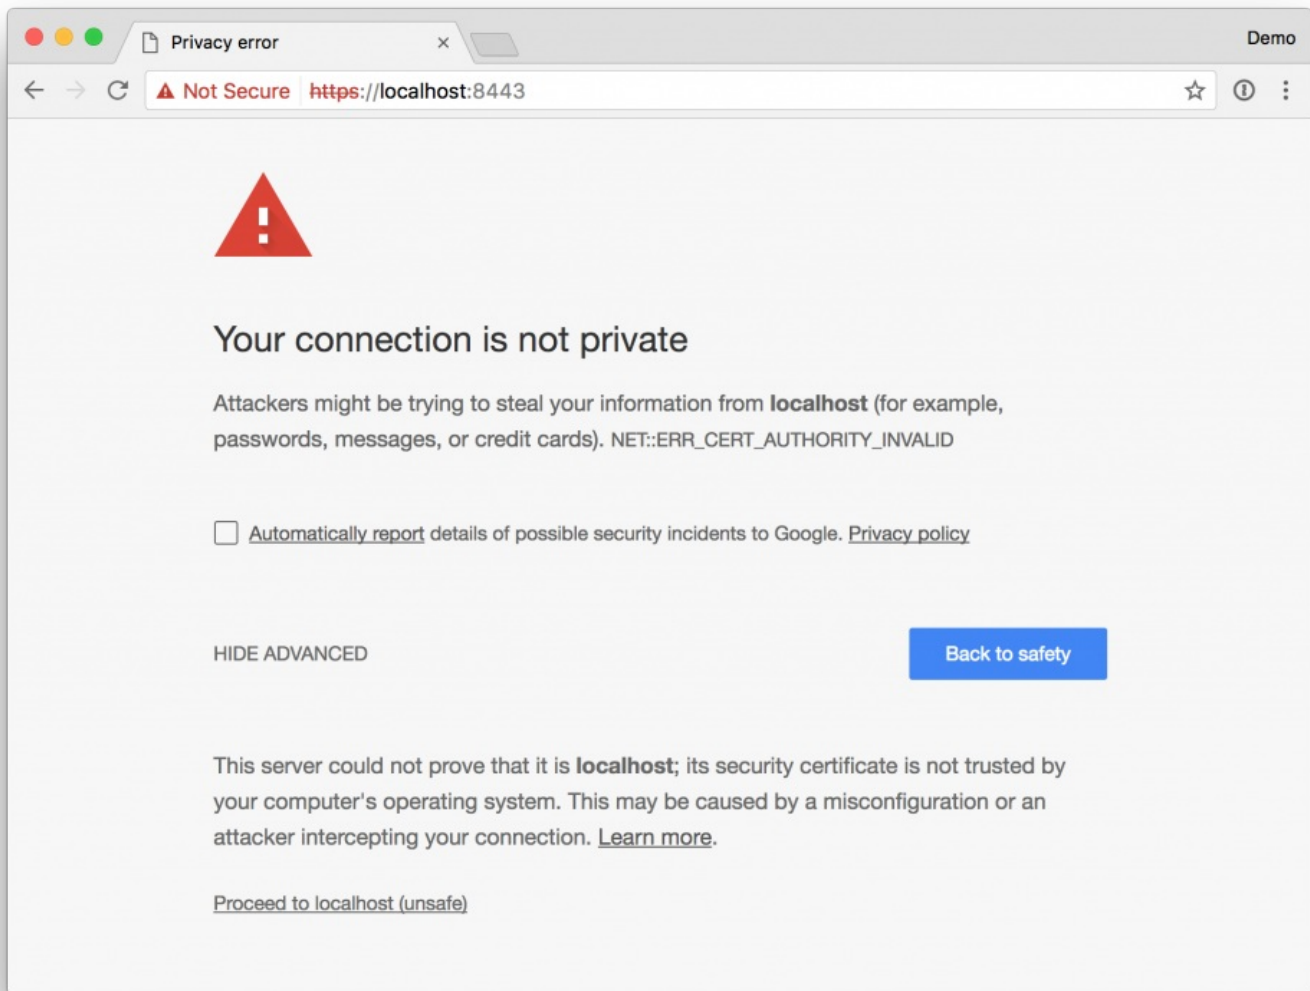 Privacy error
Demo
Not Secure https://localhost:8443
Your connection is not private
Attackers might be trying to steal your information from localhost (for example,
passwords, messages, or credit cards). NET::ERR_CERT_AUTHORITY_INVALID
Automatically report details of possible security incidents to Google. Privacy policy
HIDE ADVANCED
Back to safety
This server could not prove that it is localhost; its security certificate is not trusted by
your computer's operating system. This may be caused by a misconfiguration or an
attacker intercepting your connection. Learn more.
Proceed to localhost (unsafe)